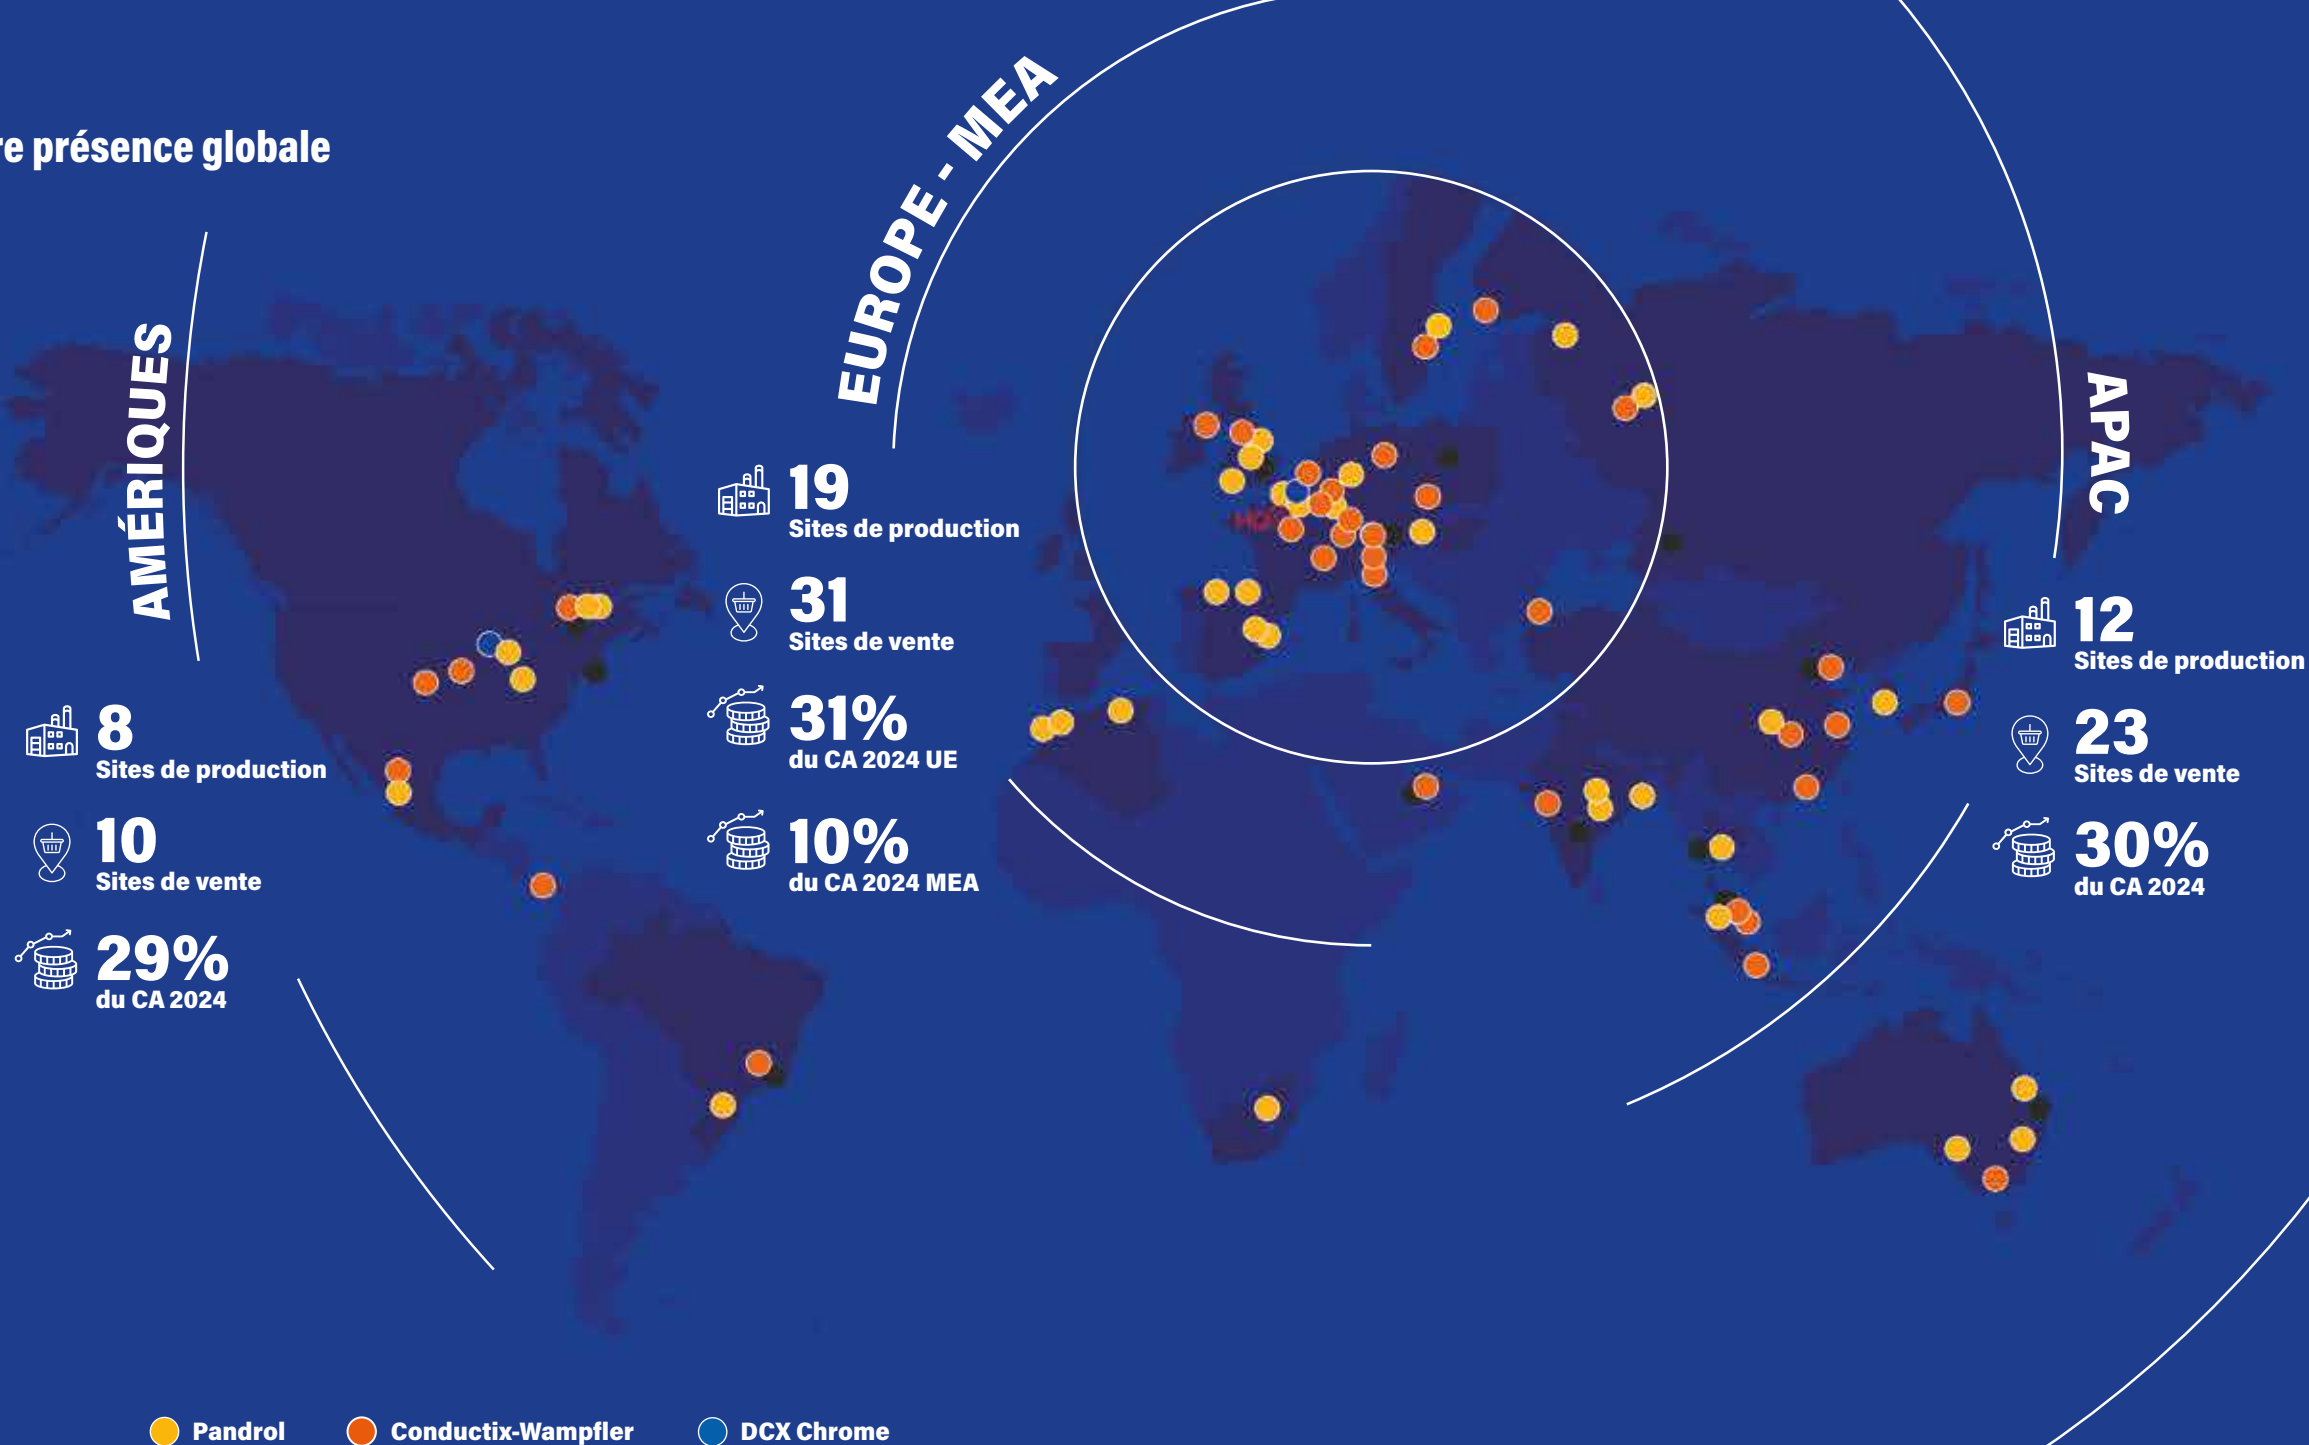 re présence globale
EUROPE - MEA
AMÉRIQUES
APAC
8
Sites de production
10
Sites de vente
29%
du CA 2024
19
Sites de production
31
Sites de vente
31%
du CA 2024 UE
10%
du CA 2024 MEA
12
Sites de production
23
Sites de vente
30%
du CA 2024
Pandrol
Conductix-Wampfler
DCX Chrome